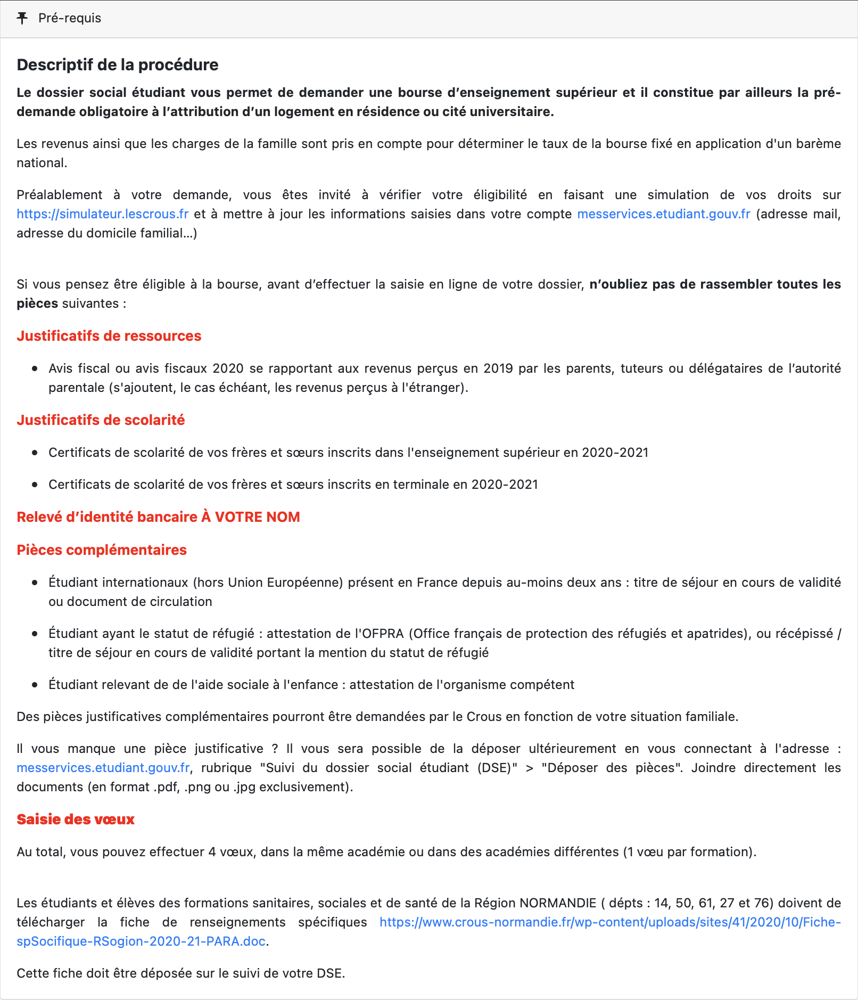 Pré-requis
Descriptif de la procédure
Le dossier social étudiant vous permet de demander une bourse d’enseignement supérieur et il constitue par ailleurs la pré-
demande obligatoire à l’attribution d’un logement en résidence ou cité universitaire.
Les revenus ainsi que les charges de la famille sont pris en compte pour déterminer le taux de la bourse fixé en application d'un barème
national.
Préalablement à votre demande, vous êtes invité à vérifier votre éligibilité en faisant une simulation de vos droits sur
https://simulateur.lescrous.fr et à mettre à jour les informations saisies dans votre compte messervices.etudiant.gouv.fr (adresse mail,
adresse du domicile familial...)
Si vous pensez être éligible à la bourse, avant d’effectuer la saisie en ligne de votre dossier, n’oubliez pas de rassembler toutes les
pièces suivantes :
Justificatifs de ressources
• Avis fiscal ou avis fiscaux 2020 se rapportant aux revenus perçus en 2019 par les parents, tuteurs ou délégataires de l’autorité
parentale (s'ajoutent, le cas échéant, les revenus perçus à l'étranger).
Justificatifs de scolarité
• Certificats de scolarité de vos frères et sœurs inscrits dans l'enseignement supérieur en 2020-2021
• Certificats de scolarité de vos frères et sœurs inscrits en terminale en 2020-2021
Relevé d’identité bancaire À VOTRE NOM
Pièces complémentaires
• Étudiant internationaux (hors Union Européenne) présent en France depuis au-moins deux ans : titre de séjour en cours de validité
ou document de circulation
• Étudiant ayant le statut de réfugié : attestation de l'OFPRA (Office français de protection des réfugiés et apatrides), ou récépissé /
titre de séjour en cours de validité portant la mention du statut de réfugié
• Étudiant relevant de de l'aide sociale à l'enfance : attestation de l'organisme compétent
Des pièces justificatives complémentaires pourront être demandées par le Crous en fonction de votre situation familiale.
Il vous manque une pièce justificative ? Il vous sera possible de la déposer ultérieurement en vous connectant à l'adresse :
messervices.etudiant.gouv.fr, rubrique "Suivi du dossier social étudiant (DSE)" > "Déposer des pièces". Joindre directement les
documents (en format .pdf, .png ou .jpg exclusivement).
Saisie des vœux
Au total, vous pouvez effectuer 4 vœux, dans la même académie ou dans des académies différentes (1 vœu par formation).
Les étudiants et élèves des formations sanitaires, sociales et de santé de la Région NORMANDIE ( dépts : 14, 50, 61, 27 et 76) doivent de
télécharger la fiche de renseignements spécifiques https://www.crous-normandie.fr/wp-content/uploads/sites/41/2020/10/Fiche-
spSocifique-RSogion-2020-21-PARA.doc.
Cette fiche doit être déposée sur le suivi de votre DSE.